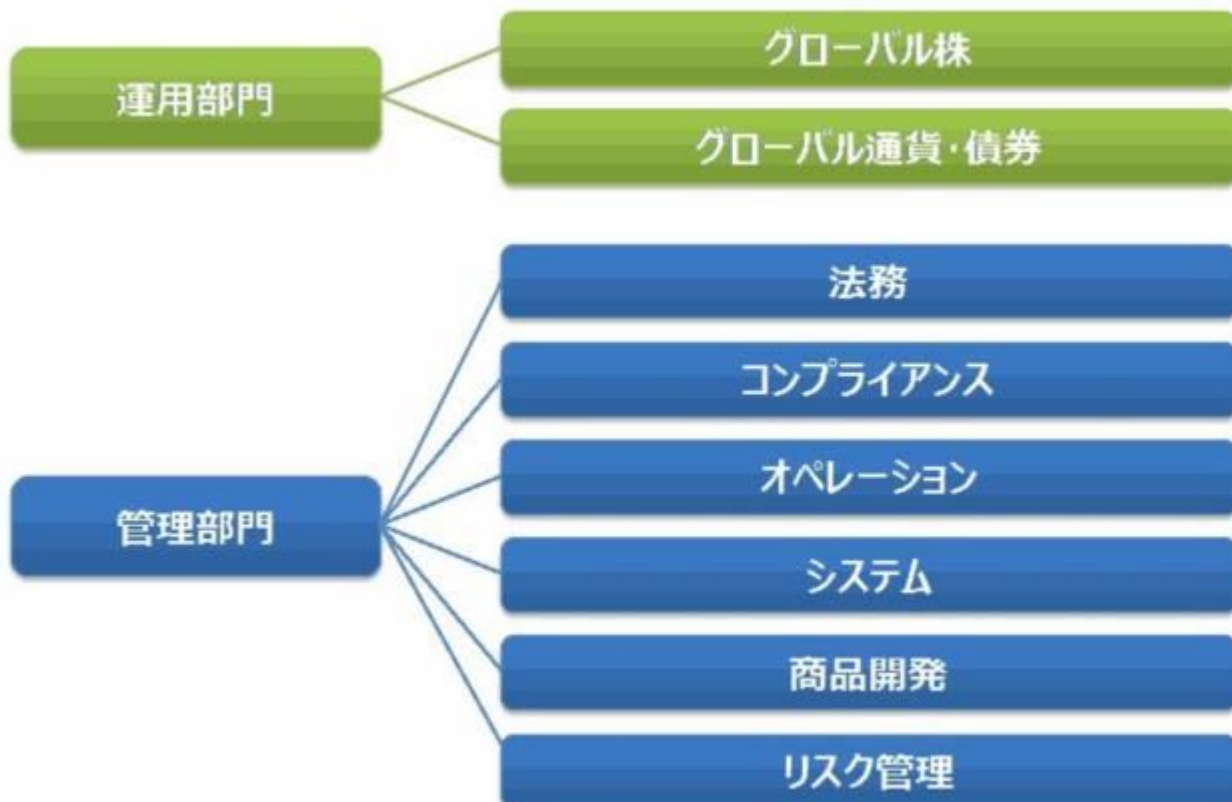 運用部門
グローバル株
グローバル通貨・債券
管理部門
法務
コンプライアンス
オペレーション
システム
商品開発
リスク管理